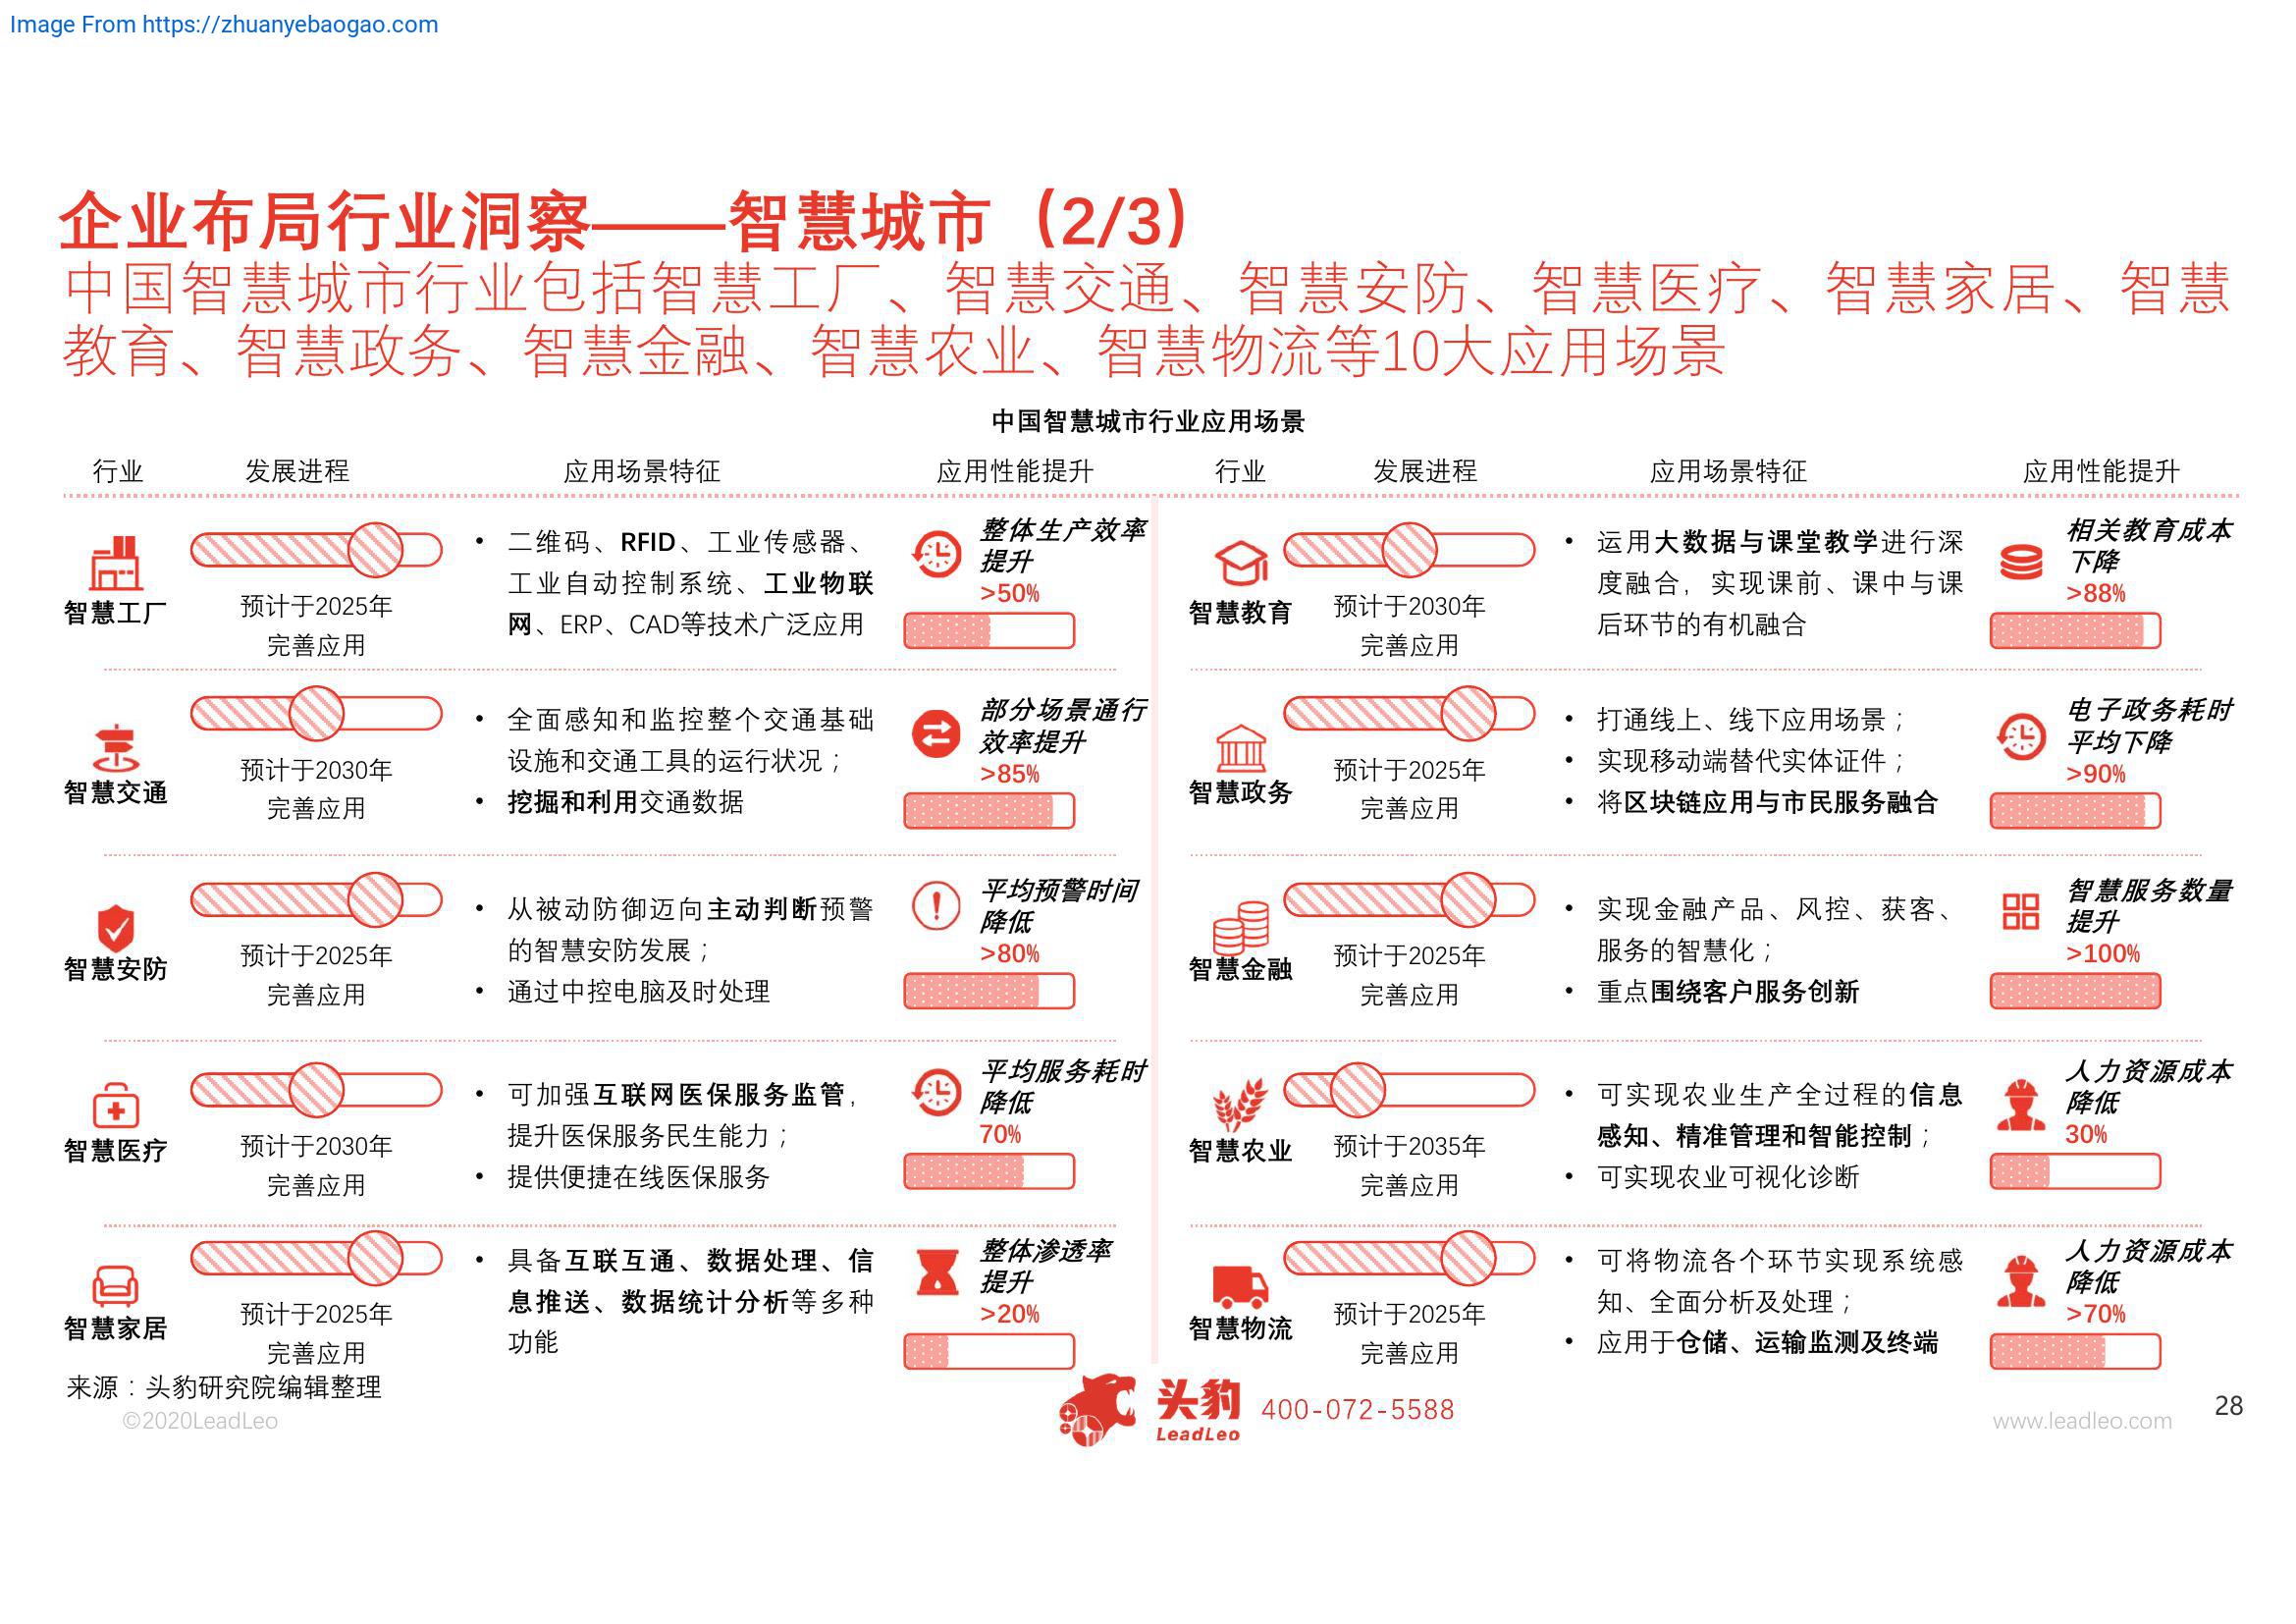 Image From https://zhuanyebaogao.com
企业布局行业洞察——智慧城市（2/3）
中国智慧城市行业包括智慧工厂、智慧交通、智慧安防、智慧医疗、智慧家居、智慧
教育、智慧政务、智慧金融、智慧农业、智慧物流等10大应用场景
中国智慧城市行业应用场景
行业 发展进程 应用场景特征 应用性能提升 行业 发展进程 应用场景特征 应用性能提升
智慧工厂
预计于2025年
完善应用
• 二维码、RFID、工业传感器、
工业自动控制系统、工业物联
网、ERP、CAD等技术广泛应用
整体生产效率
提升
>50%
智慧交通
预计于2030年
完善应用
• 全面感知和监控整个交通基础
设施和交通工具的运行状况；
• 挖掘和利用交通数据
部分场景通行
效率提升
>85%
智慧安防
预计于2025年
完善应用
• 从被动防御迈向主动判断预警
的智慧安防发展；
• 通过中控电脑及时处理
平均预警时间
降低
>80%
智慧医疗
预计于2030年
完善应用
• 可加强互联网医保服务监管，
提升医保服务民生能力；
• 提供便捷在线医保服务
平均服务耗时
降低
70%
智慧家居
预计于2025年
完善应用
• 具备互联互通、数据处理、信
息推送、数据统计分析等多种
功能
整体渗透率
提升
>20%
智慧教育
预计于2030年
完善应用
• 运用大数据与课堂教学进行深
度融合，实现课前、课中与课
后环节的有机融合
相关教育成本
下降
>88%
智慧政务
预计于2025年
完善应用
• 打通线上、线下应用场景；
• 实现移动端替代实体证件；
• 将区块链应用与市民服务融合
电子政务耗时
平均下降
>90%
智慧金融
预计于2025年
完善应用
• 实现金融产品、风控、获客、
服务的智慧化；
• 重点围绕客户服务创新
智慧服务数量
提升
>100%
智慧农业
预计于2035年
完善应用
• 可实现农业生产全过程的信息
感知、精准管理和智能控制；
• 可实现农业可视化诊断
人力资源成本
降低
30%
智慧物流
预计于2025年
完善应用
• 可将物流各个环节实现系统感
知、全面分析及处理；
• 应用于仓储、运输监测及终端
人力资源成本
降低
>70%
来源：头豹研究院编辑整理
©2020LeadLeo
头豹
LeadLeo
400-072-5588
www.leadleo.com
28